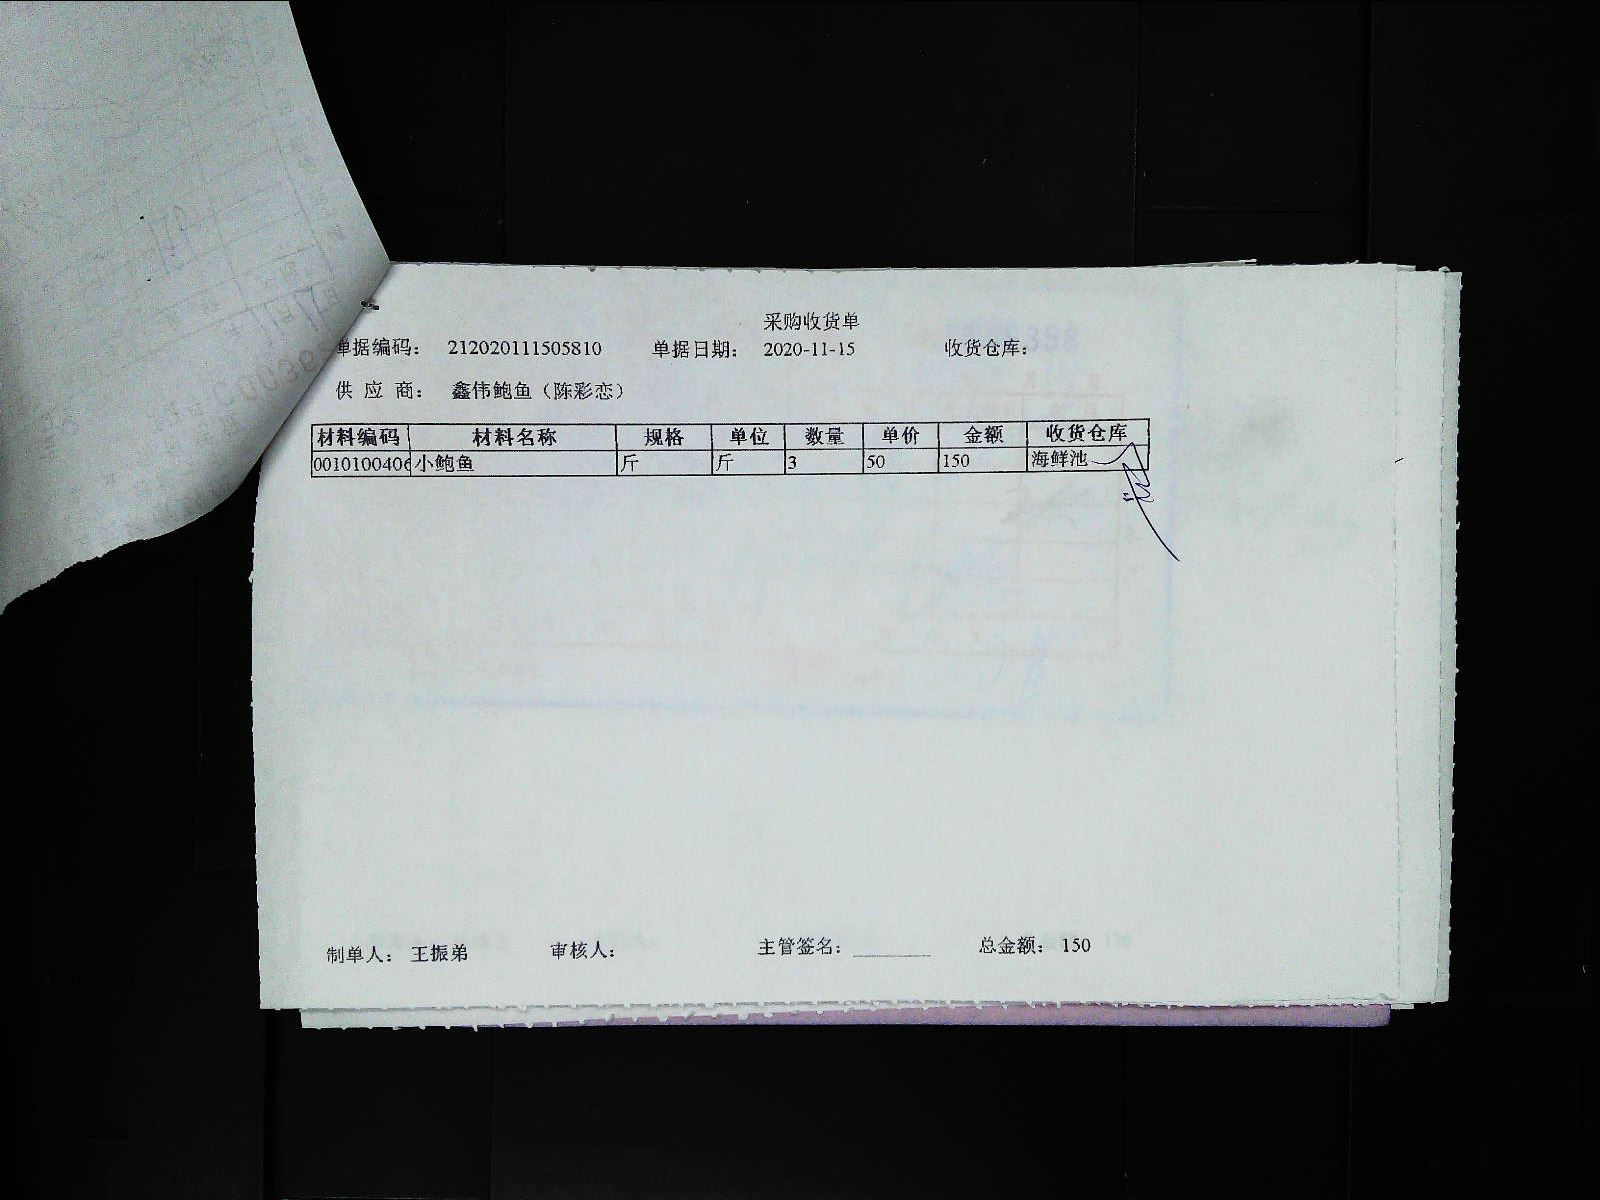 采购收货单
单据编码： 212020111505810 单据日期： 2020-11-15 收货仓库：
供 应 商： 鑫伟鲍鱼（陈彩恋）
材料编码 材料名称 规格 单位 数量 单价 金额 收货仓库
0010100406 小鲍鱼 斤 斤 3 50 150 海鲜池
制单人： 王振弟 审核人： 主管签名： 总金额： 150